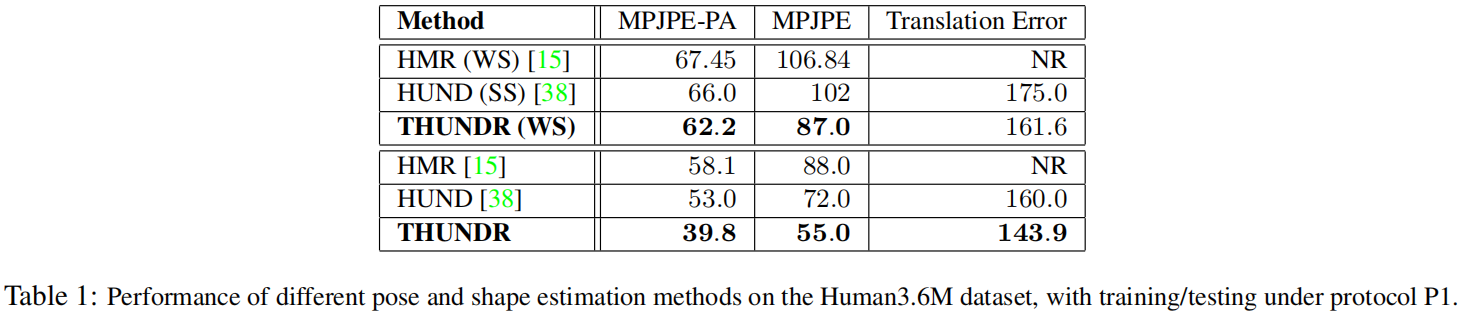 Method MPJPE-PA MPJPE Translation Error
HMR (WS) [15] 67.45 106.84 NR
HUND (SS) [38] 66.0 102 175.0
THUNDR (WS) 62.2 87.0 161.6
HMR [15] 58.1 88.0 NR
HUND [38] 53.0 72.0 160.0
THUNDR 39.8 55.0 143.9
Table 1: Performance of different pose and shape estimation methods on the Human3.6M dataset, with training/testing under protocol P1.